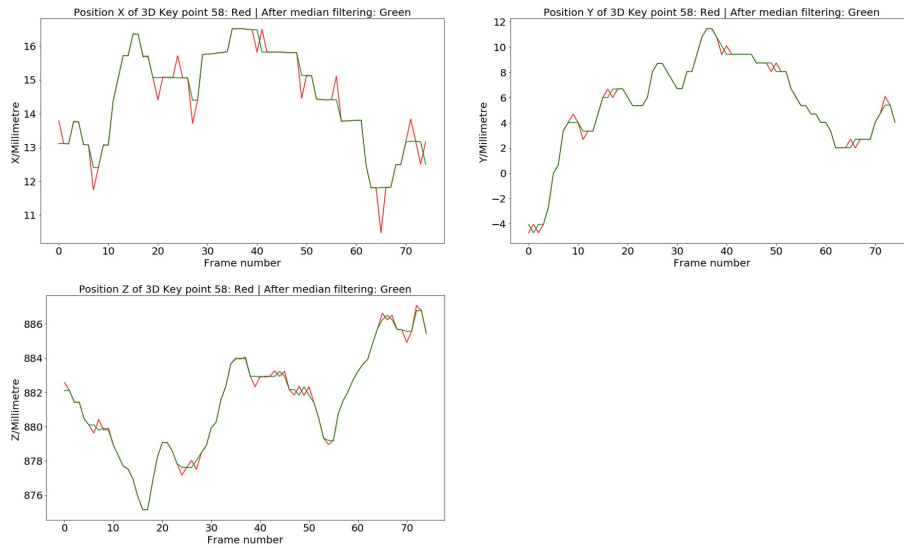 Position X of 3D Key point 58: Red | After median filtering: Green
X/Millimetre
16
15
14
13
12
11
0 10 20 30 40 50 60 70
Frame number
Position Y of 3D Key point 58: Red | After median filtering: Green
Y/Millimetre
12
10
8
6
4
2
0
−2
−4
0 10 20 30 40 50 60 70
Frame number
Position Z of 3D Key point 58: Red | After median filtering: Green
Z/Millimetre
886
884
882
880
878
876
0 10 20 30 40 50 60 70
Frame number